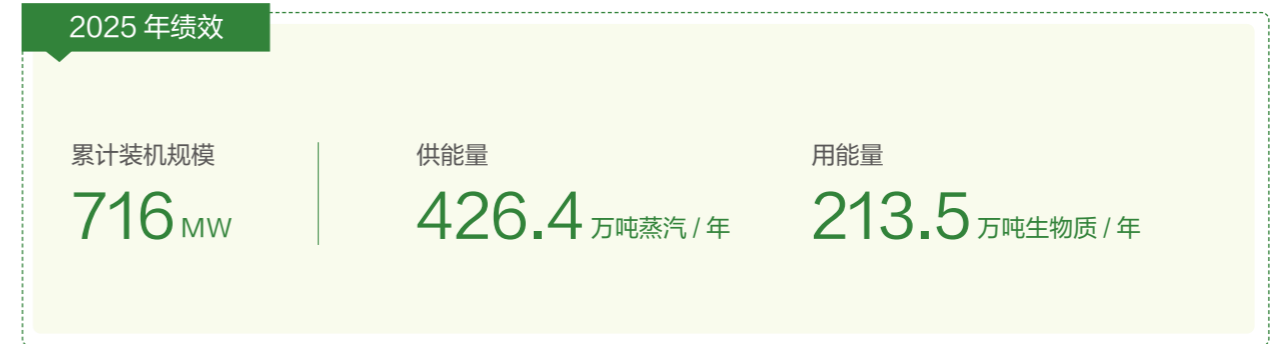 2025 年绩效
累计装机规模
716 MW
供能量
426.4 万吨蒸汽 / 年
用能量
213.5 万吨生物质 / 年